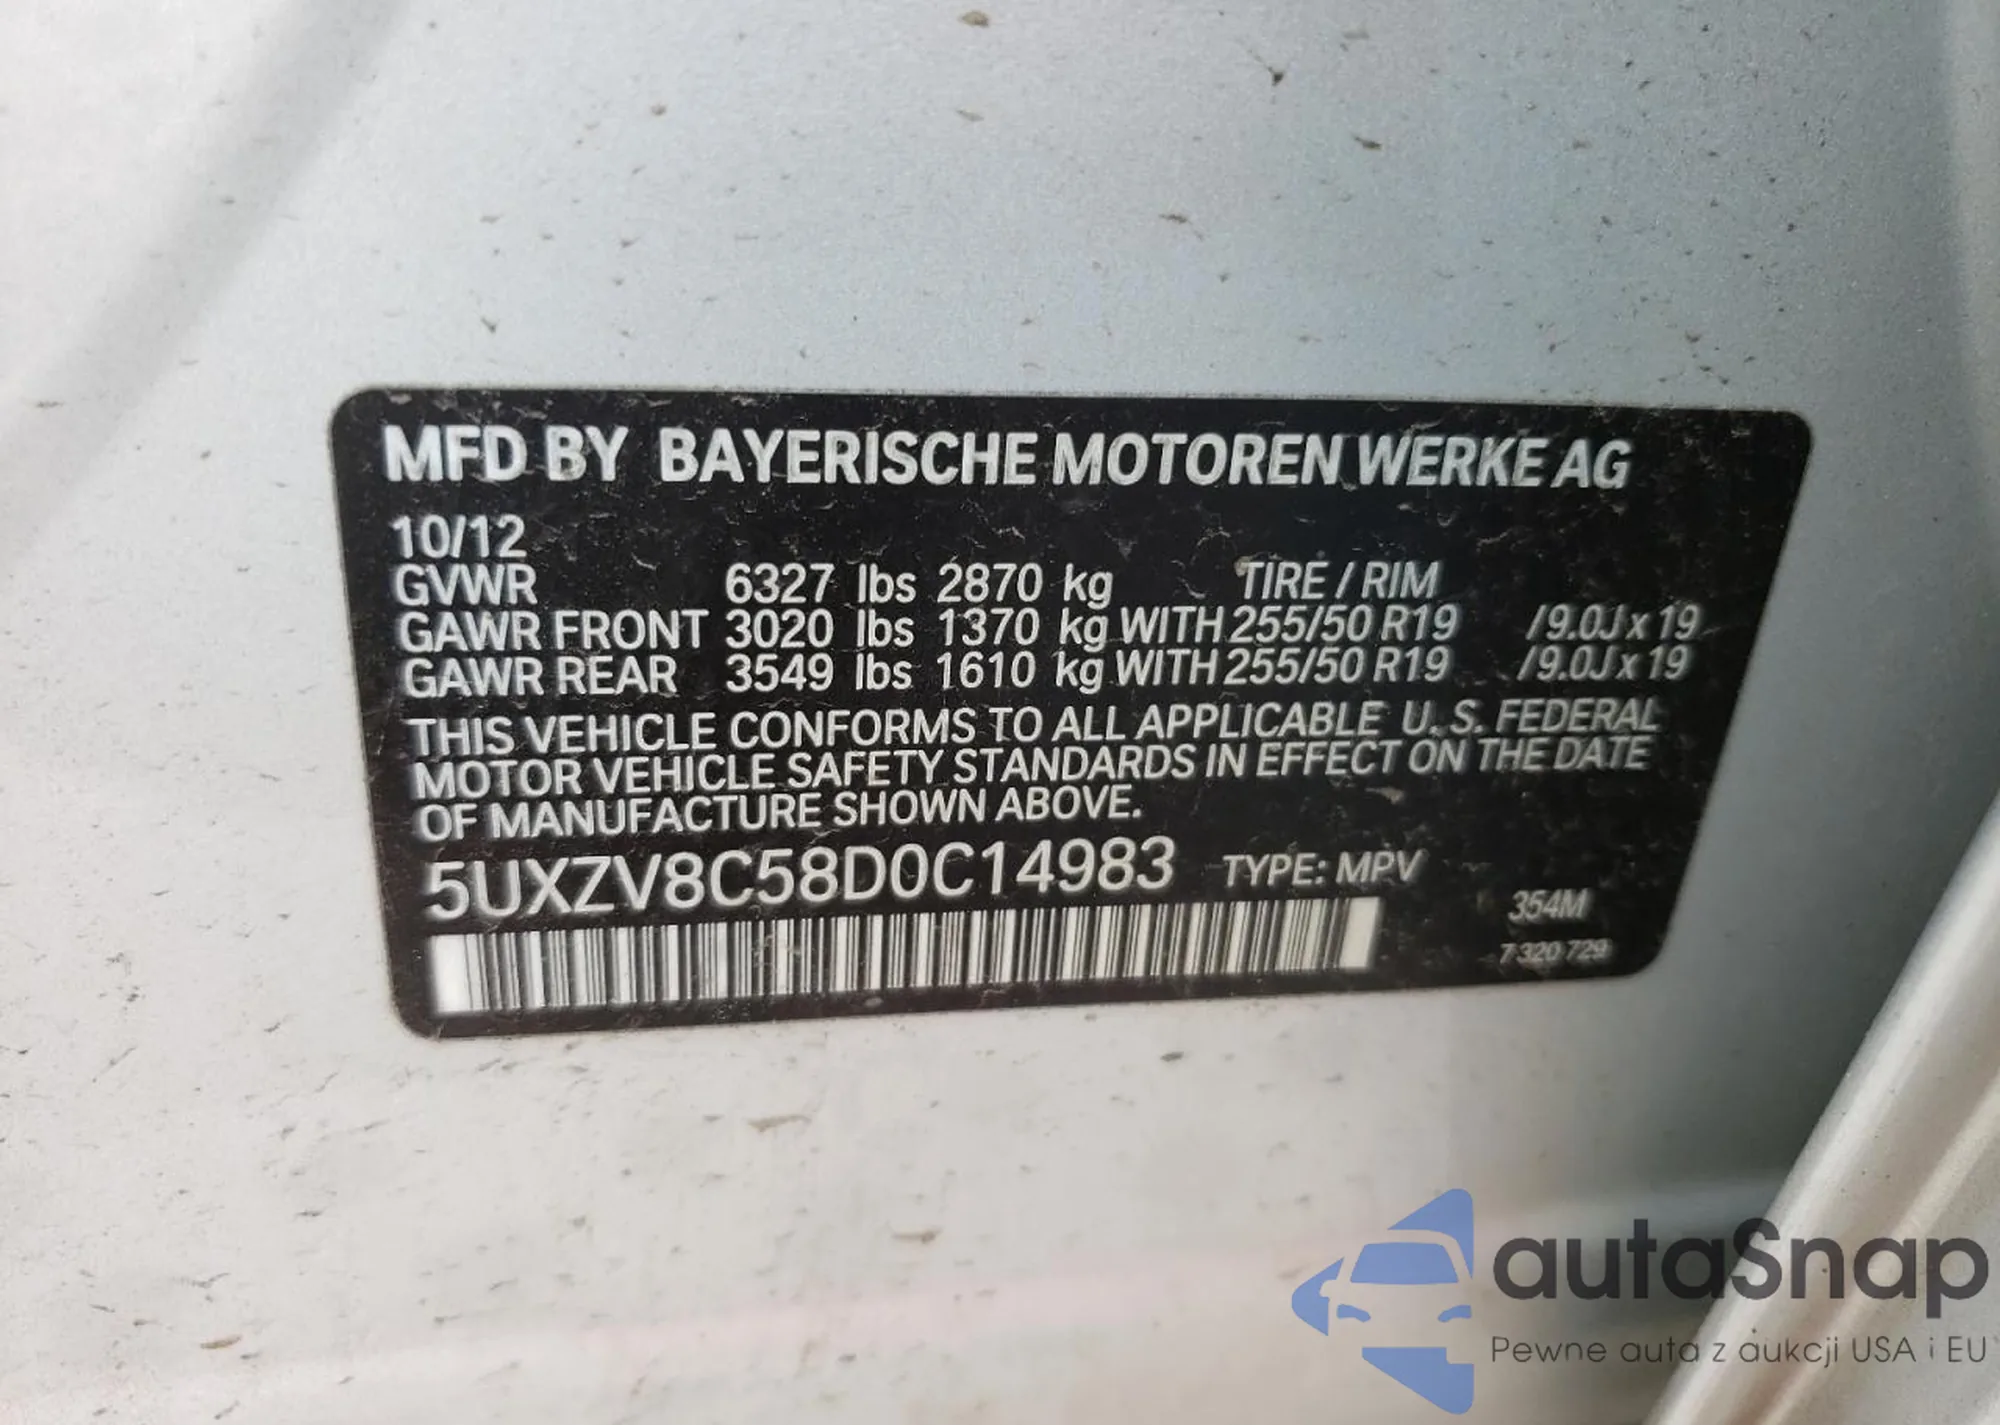 MFD BY BAYERISCHE MOTOREN WERKE AG
10/12
GVWR 6327 lbs 2870 kg TIRE / RIM
GAWR FRONT 3020 lbs 1370 kg WITH 255/50 R19 /9.0J x 19
GAWR REAR 3549 lbs 1610 kg WITH 255/50 R19 /9.0J x 19
THIS VEHICLE CONFORMS TO ALL APPLICABLE U.S. FEDERAL
MOTOR VEHICLE SAFETY STANDARDS IN EFFECT ON THE DATE
OF MANUFACTURE SHOWN ABOVE.
5UXZV8C58D0C14983 TYPE: MPV
354M
7 320 729
autaSnap
Pewne auta z aukcji USA i EU